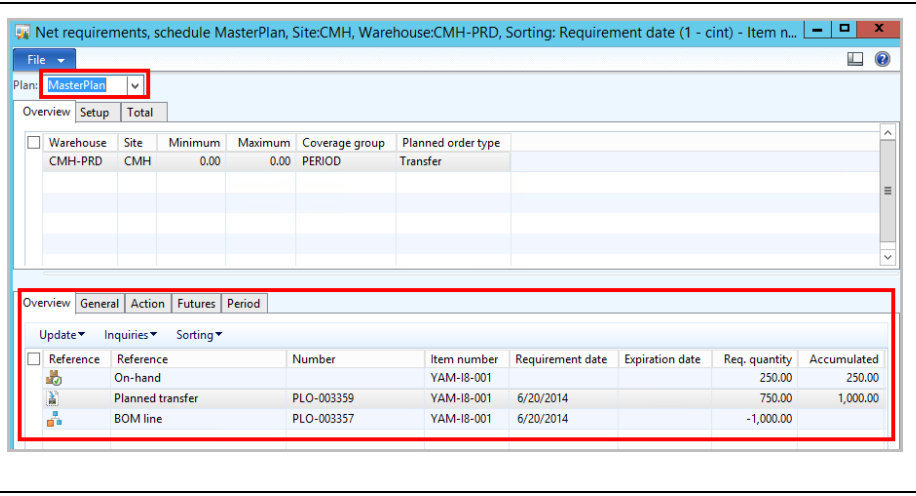 Net requirements, schedule MasterPlan, Site:CMH, Warehouse:CMH-PRD, Sorting: Requirement date (1 - cint) - Item n...
File
Plan: MasterPlan
Overview Setup Total
Warehouse Site Minimum Maximum Coverage group Planned order type
CMH-PRD CMH 0.00 0.00 PERIOD Transfer
Overview General Action Futures Period
Update Inquiries Sorting
Reference Reference Number Item number Requirement date Expiration date Req. quantity Accumulated
On-hand YAM-I8-001 250.00 250.00
Planned transfer PLO-003359 YAM-I8-001 6/20/2014 750.00 1,000.00
BOM line PLO-003357 YAM-I8-001 6/20/2014 -1,000.00